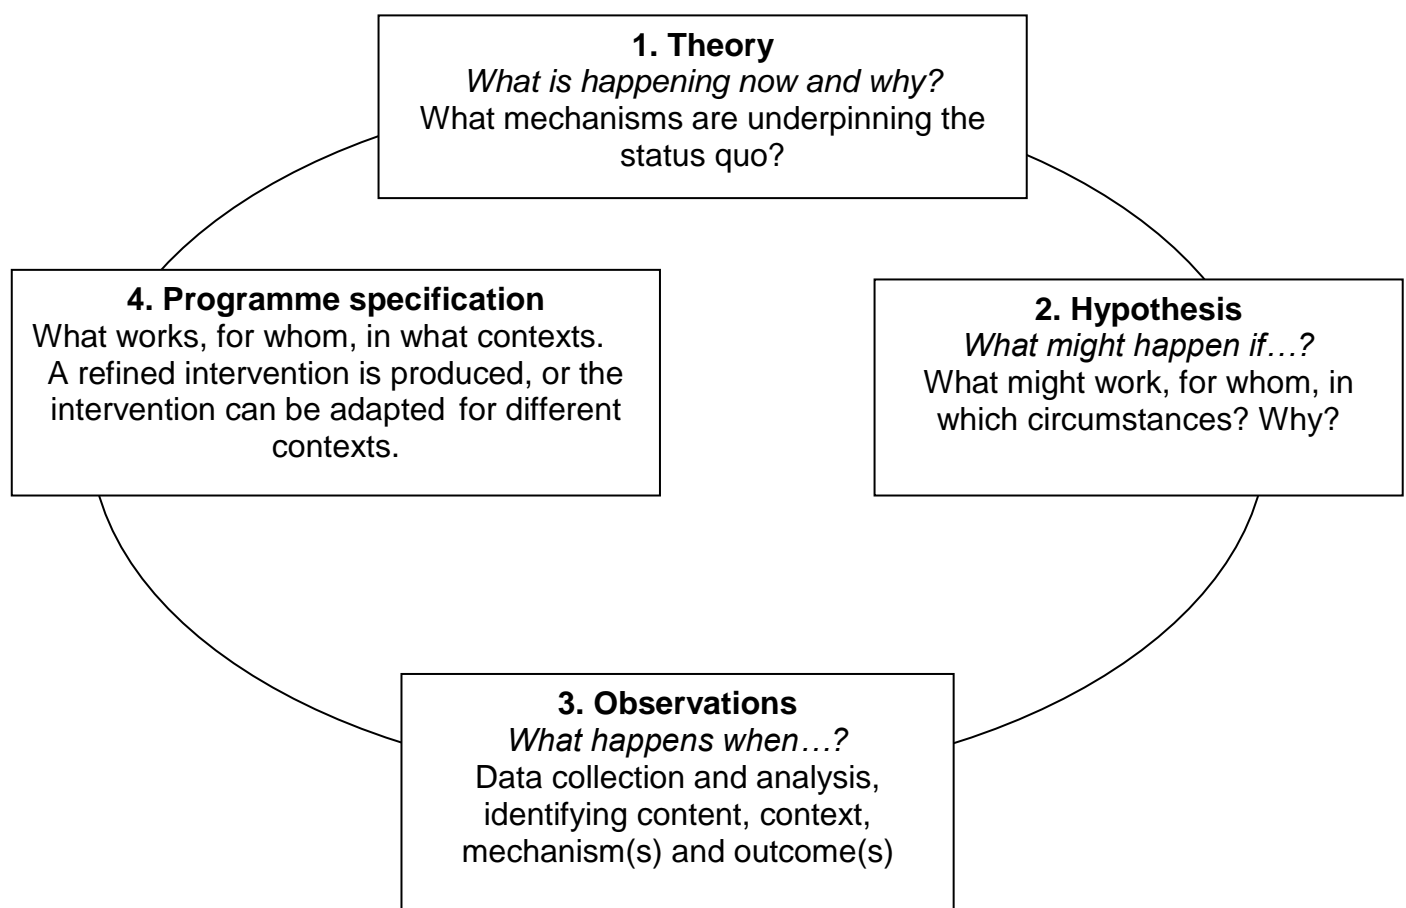 1. Theory
What is happening now and why?
What mechanisms are underpinning the
status quo?
2. Hypothesis
What might happen if…?
What might work, for whom, in
which circumstances? Why?
3. Observations
What happens when…?
Data collection and analysis,
identifying content, context,
mechanism(s) and outcome(s)
4. Programme specification
What works, for whom, in what contexts.
A refined intervention is produced, or the
intervention can be adapted for different
contexts.